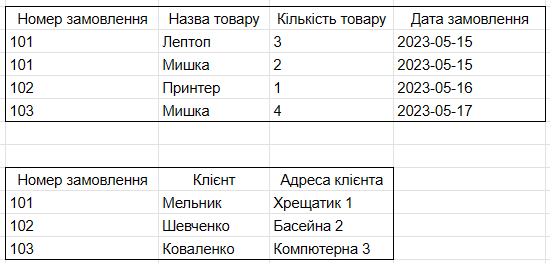 Номер замовлення Назва товару Кількість товару Дата замовлення
101 Лептоп 3 2023-05-15
101 Мишка 2 2023-05-15
102 Принтер 1 2023-05-16
103 Мишка 4 2023-05-17
Номер замовлення Клієнт Адреса клієнта
101 Мельник Хрещатик 1
102 Шевченко Басейна 2
103 Коваленко Компютерна 3